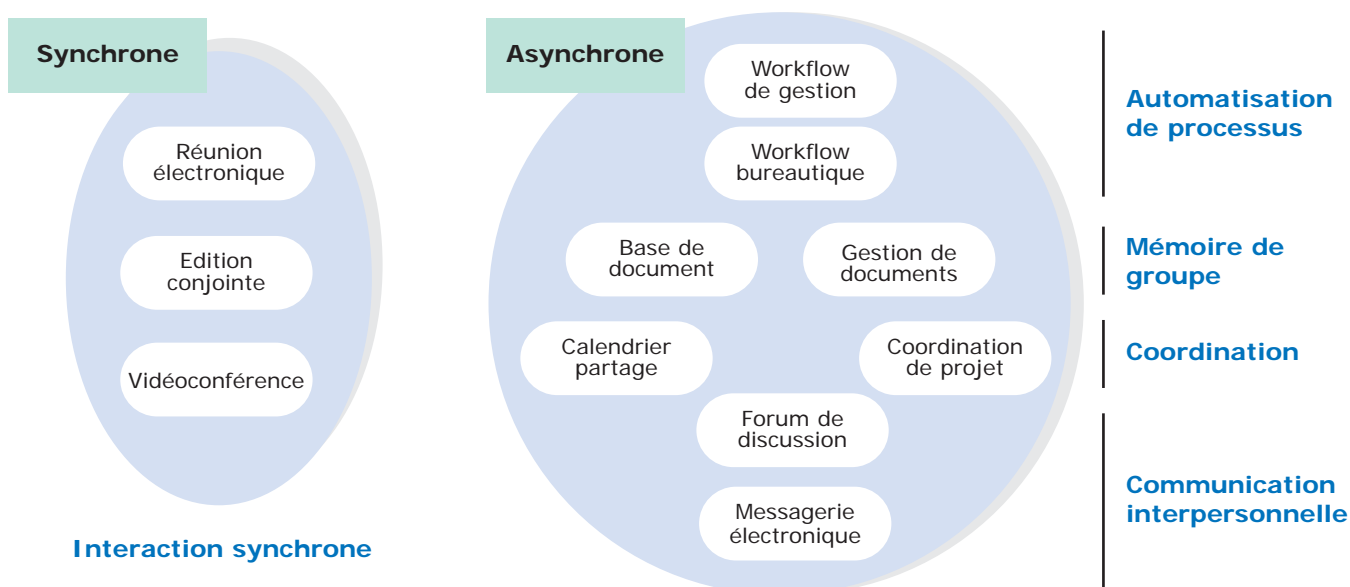 Synchrone
Réunion
électronique
Edition
conjointe
Vidéoconférence
Interaction synchrone
Asynchrone
Workflow
de gestion
Workflow
bureautique
Base de
document
Gestion de
documents
Calendrier
partage
Coordination
de projet
Forum de
discussion
Messagerie
électronique
Automatisation
de processus
Mémoire de
groupe
Coordination
Communication
interpersonnelle